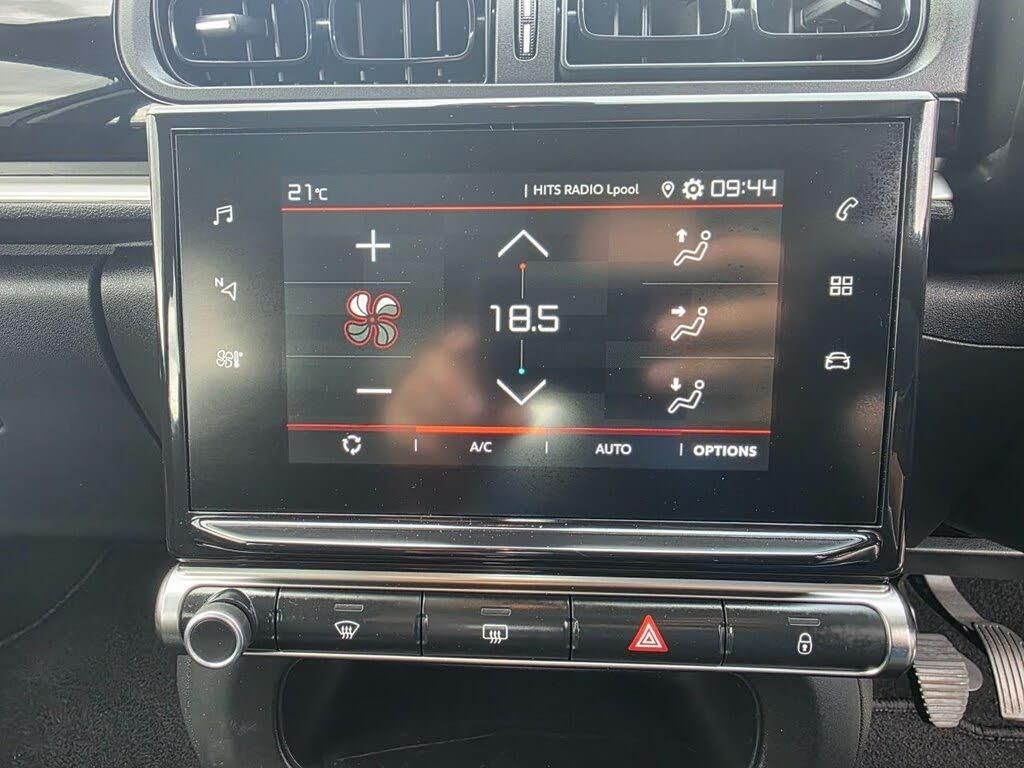 21°C
| HITS RADIO Lpool
09:44
N
18.5
A/C
AUTO
OPTIONS